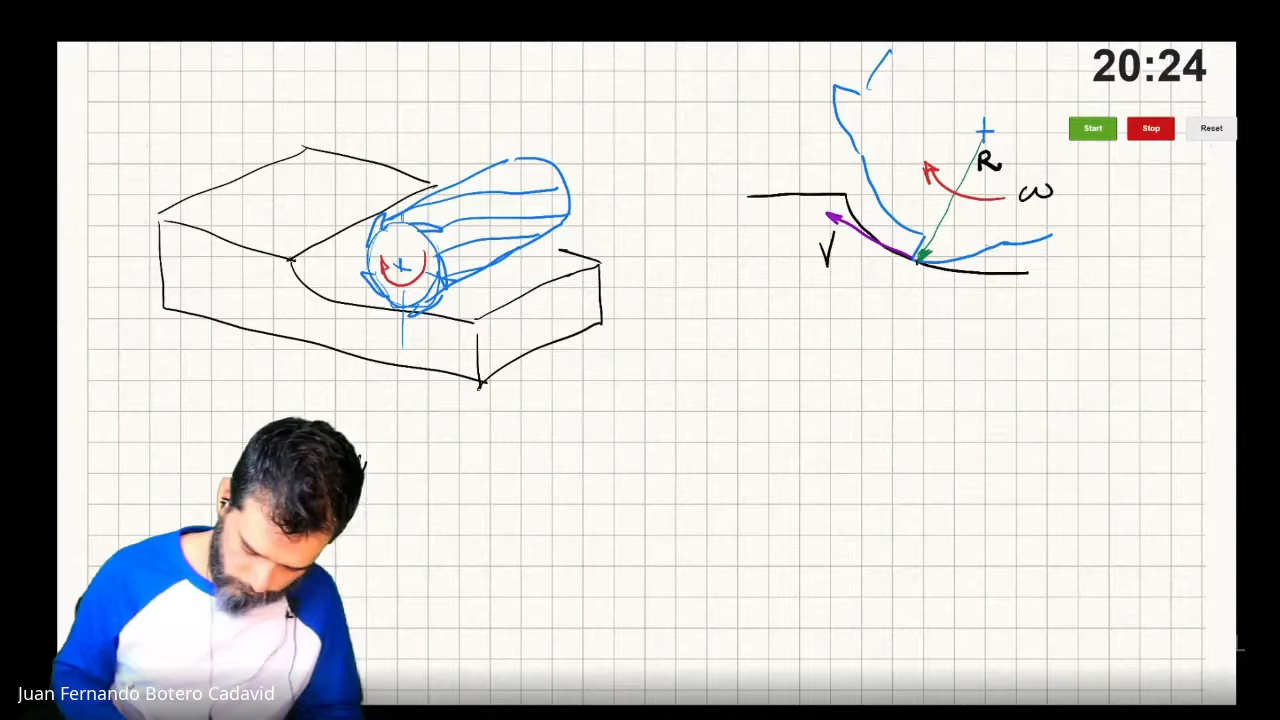 20:24
Start Stop Reset
R
ω
V
Juan Fernando Botero Cadavid